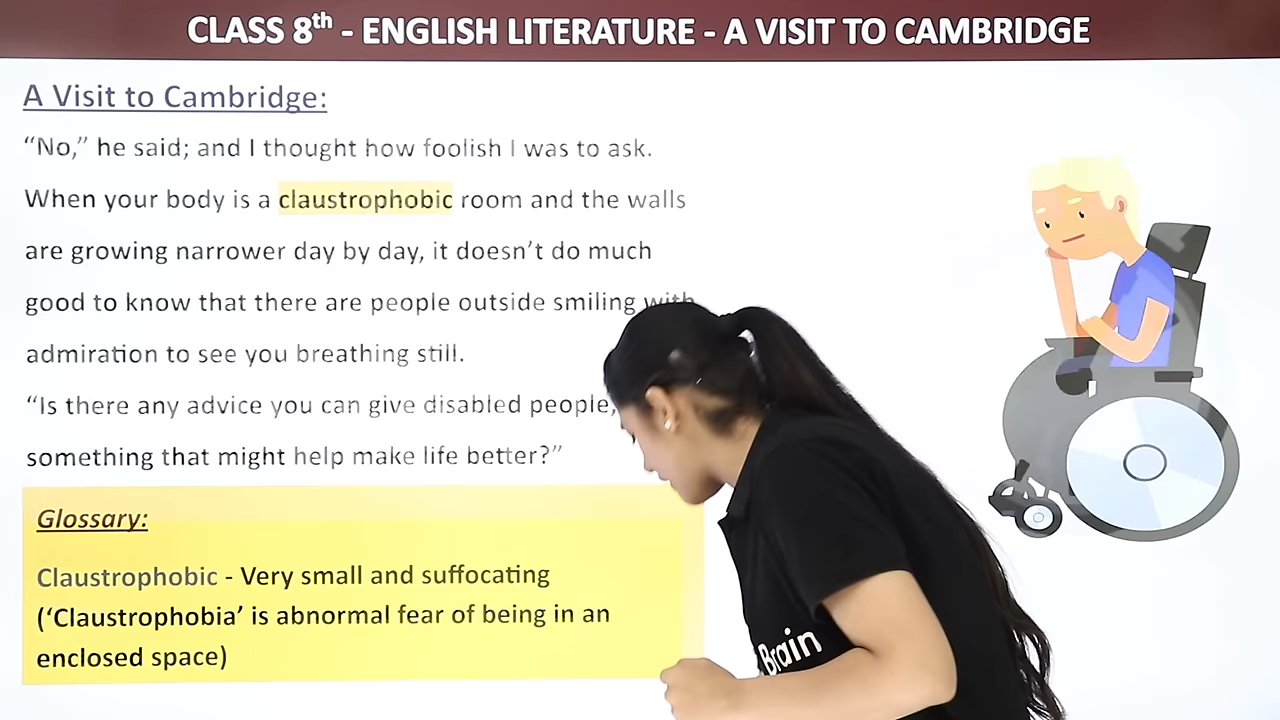 CLASS 8th - ENGLISH LITERATURE - A VISIT TO CAMBRIDGE
A Visit to Cambridge:
“No,” he said; and I thought how foolish I was to ask.
When your body is a claustrophobic room and the walls
are growing narrower day by day, it doesn’t do much
good to know that there are people outside smiling with
admiration to see you breathing still.
“Is there any advice you can give disabled people,
something that might help make life better?”
Glossary:
Claustrophobic - Very small and suffocating
(‘Claustrophobia’ is abnormal fear of being in an
enclosed space)
Brain